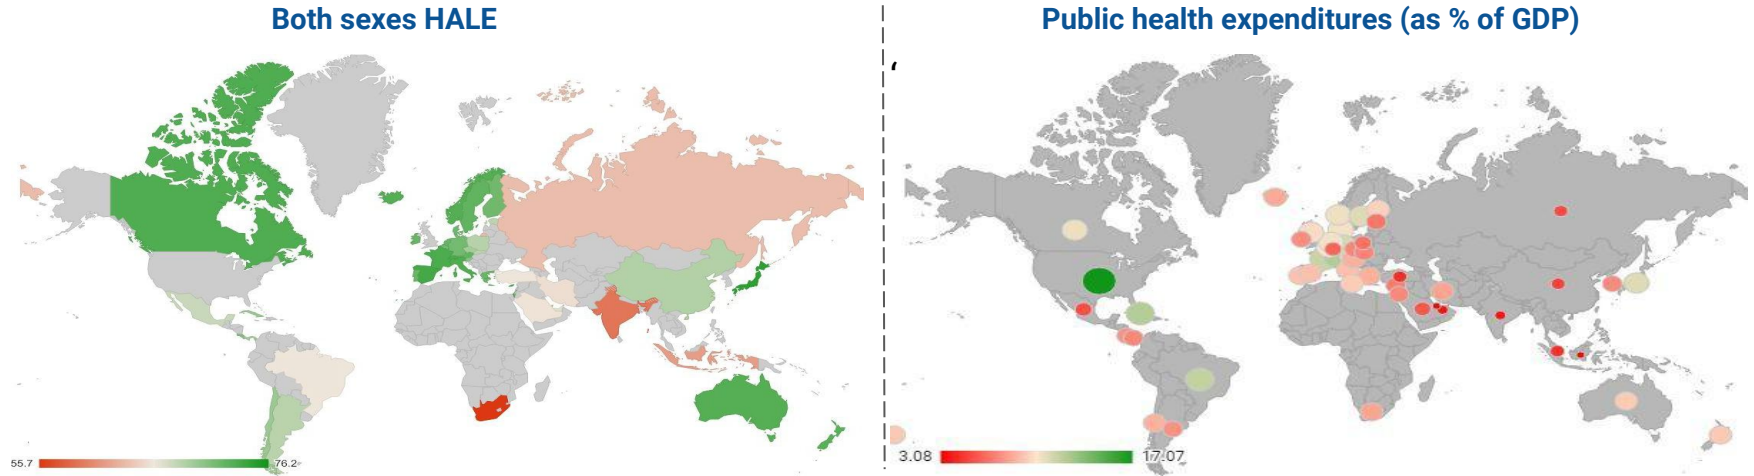 Both sexes HALE
Public health expenditures (as % of GDP)
‘
55.7
76.2
3.08
17.07